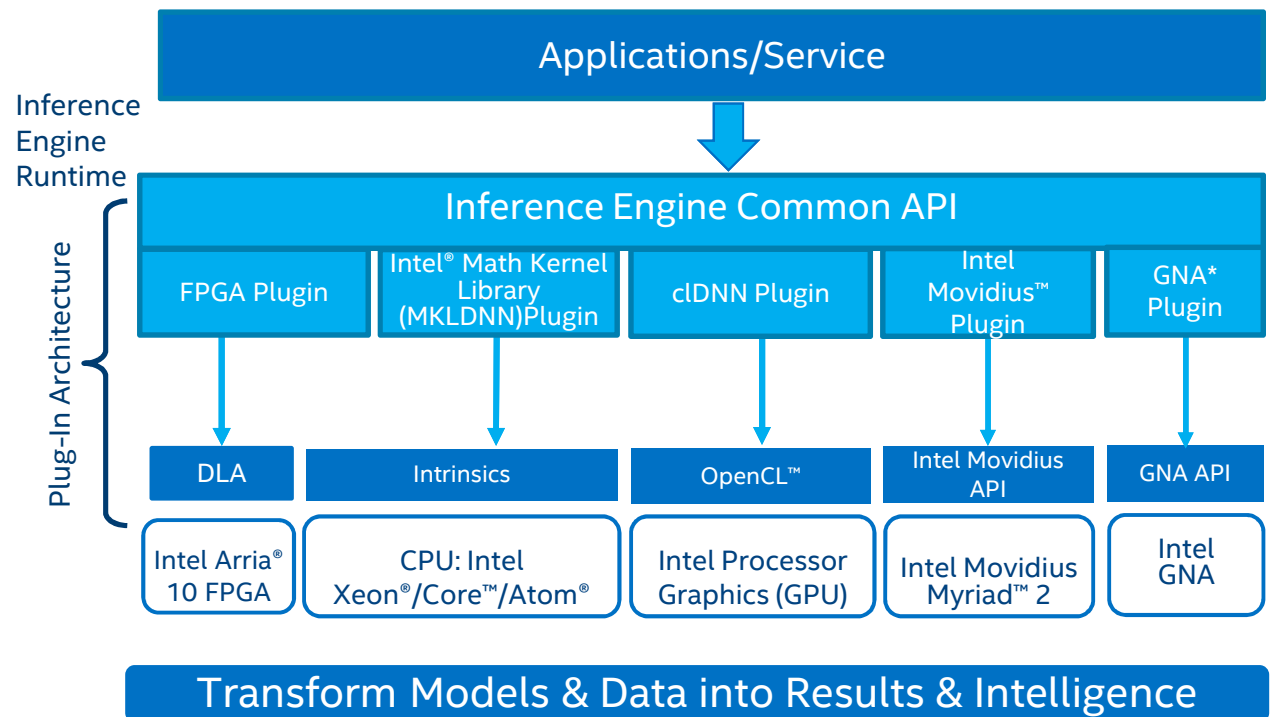 Applications/Service
Inference
Engine
Runtime
Inference Engine Common API
FPGA Plugin
Intel® Math Kernel
Library
(MKLDNN)Plugin
clDNN Plugin
Intel
Movidius™
Plugin
GNA*
Plugin
Plug-In Architecture
DLA
Intrinsics
OpenCL™
Intel Movidius
API
GNA API
Intel Arria®
10 FPGA
CPU: Intel
Xeon®/Core™/Atom®
Intel Processor
Graphics (GPU)
Intel Movidius
Myriad™ 2
Intel
GNA
Transform Models & Data into Results & Intelligence